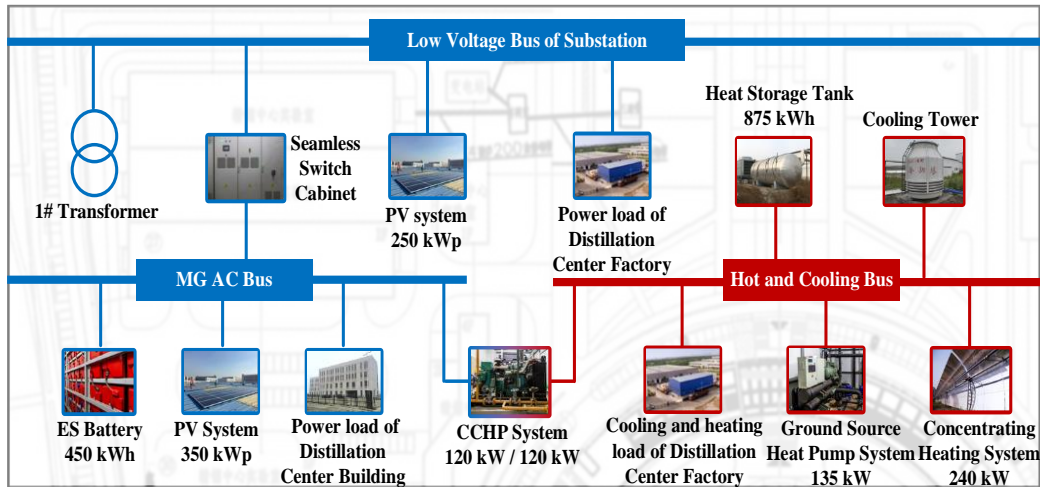 Low Voltage Bus of Substation
Seamless
Switch
Cabinet
1# Transformer
PV system
250 kWp
Power load of
Distillation
Center Factory
Heat Storage Tank
875 kWh
Cooling Tower
MG AC Bus
Hot and Cooling Bus
ES Battery
450 kWh
PV System
350 kWp
Power load of
Distillation
Center Building
CCHP System
120 kW / 120 kW
Cooling and heating
load of Distillation
Center Factory
Ground Source
Heat Pump System
135 kW
Concentrating
Heating System
240 kW